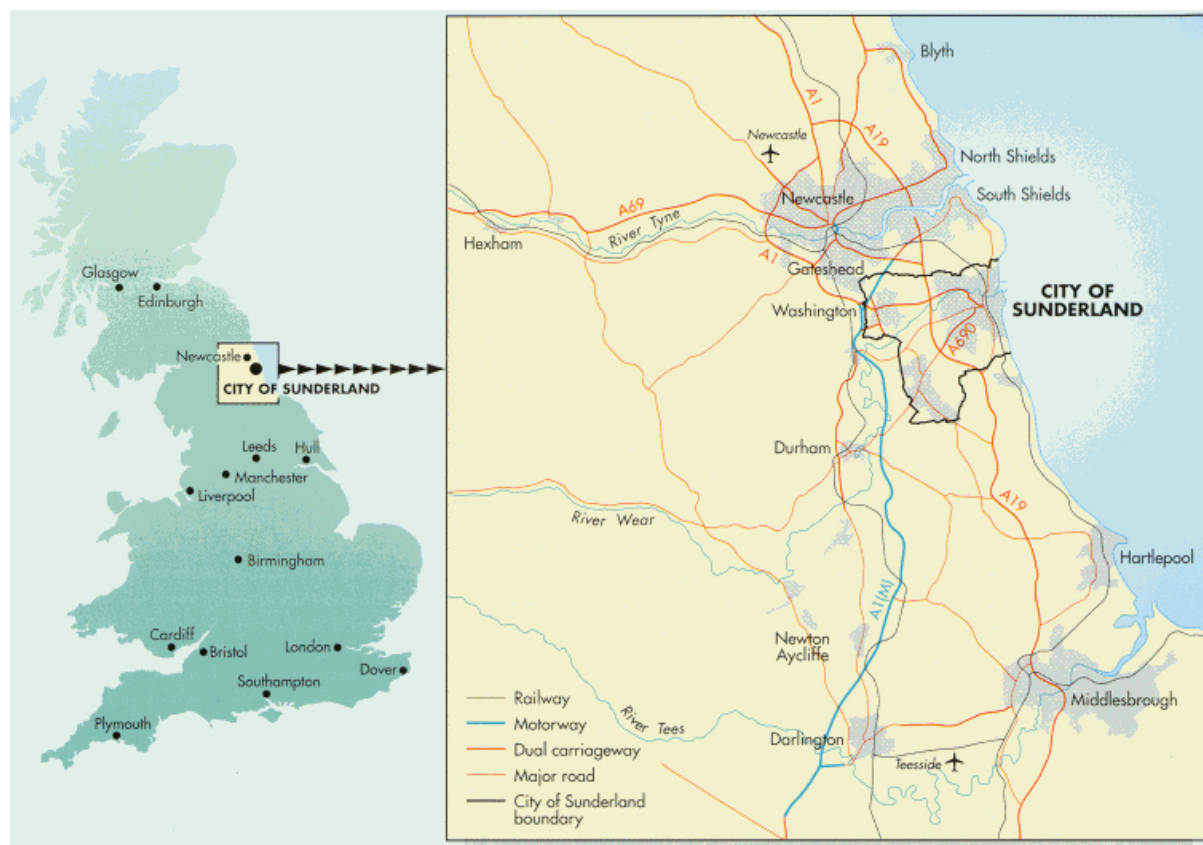 Glasgow
Edinburgh
Newcastle
CITY OF SUNDERLAND
Leeds
Hull
Manchester
Liverpool
Birmingham
Cardiff
Bristol
London
Dover
Southampton
Plymouth
Blyth
A1
A19
Newcastle
North Shields
Newcastle
South Shields
A69
River Tyne
Hexham
A1
Gateshead
Washington
CITY OF
SUNDERLAND
A690
Durham
A19
River Wear
Hartlepool
A1(M)
Newton
Aycliffe
Railway
Motorway
Dual carriageway
Major road
City of Sunderland
boundary
River Tees
Middlesbrough
Darlington
Teesside